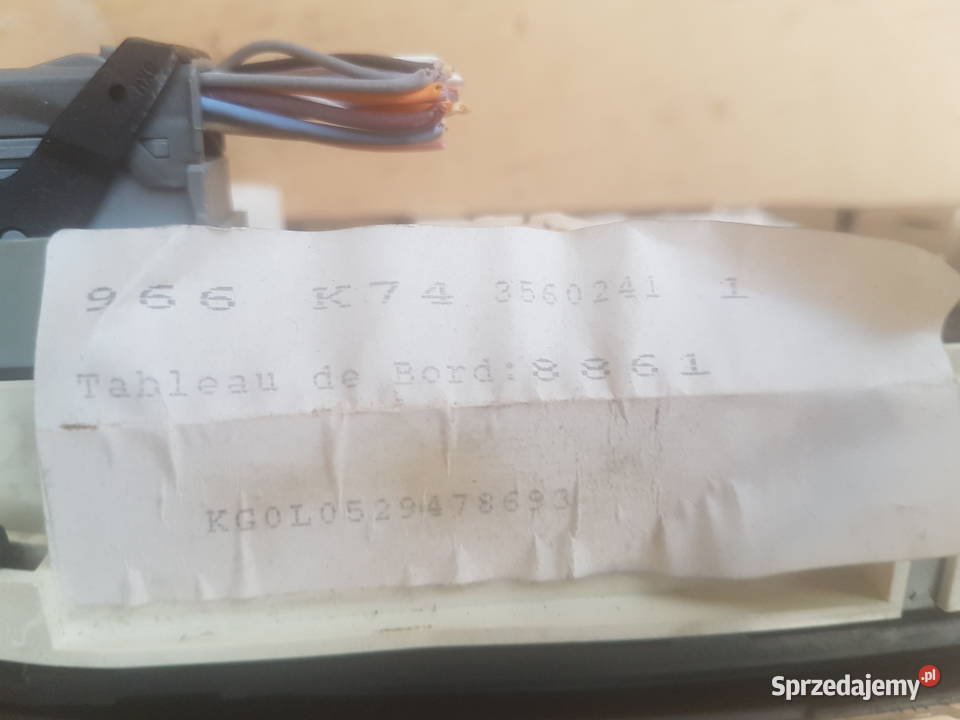 966 K74 3560241 1
Tableau de Bord:8861
KG0L0529478693
Sprzedajemy.pl